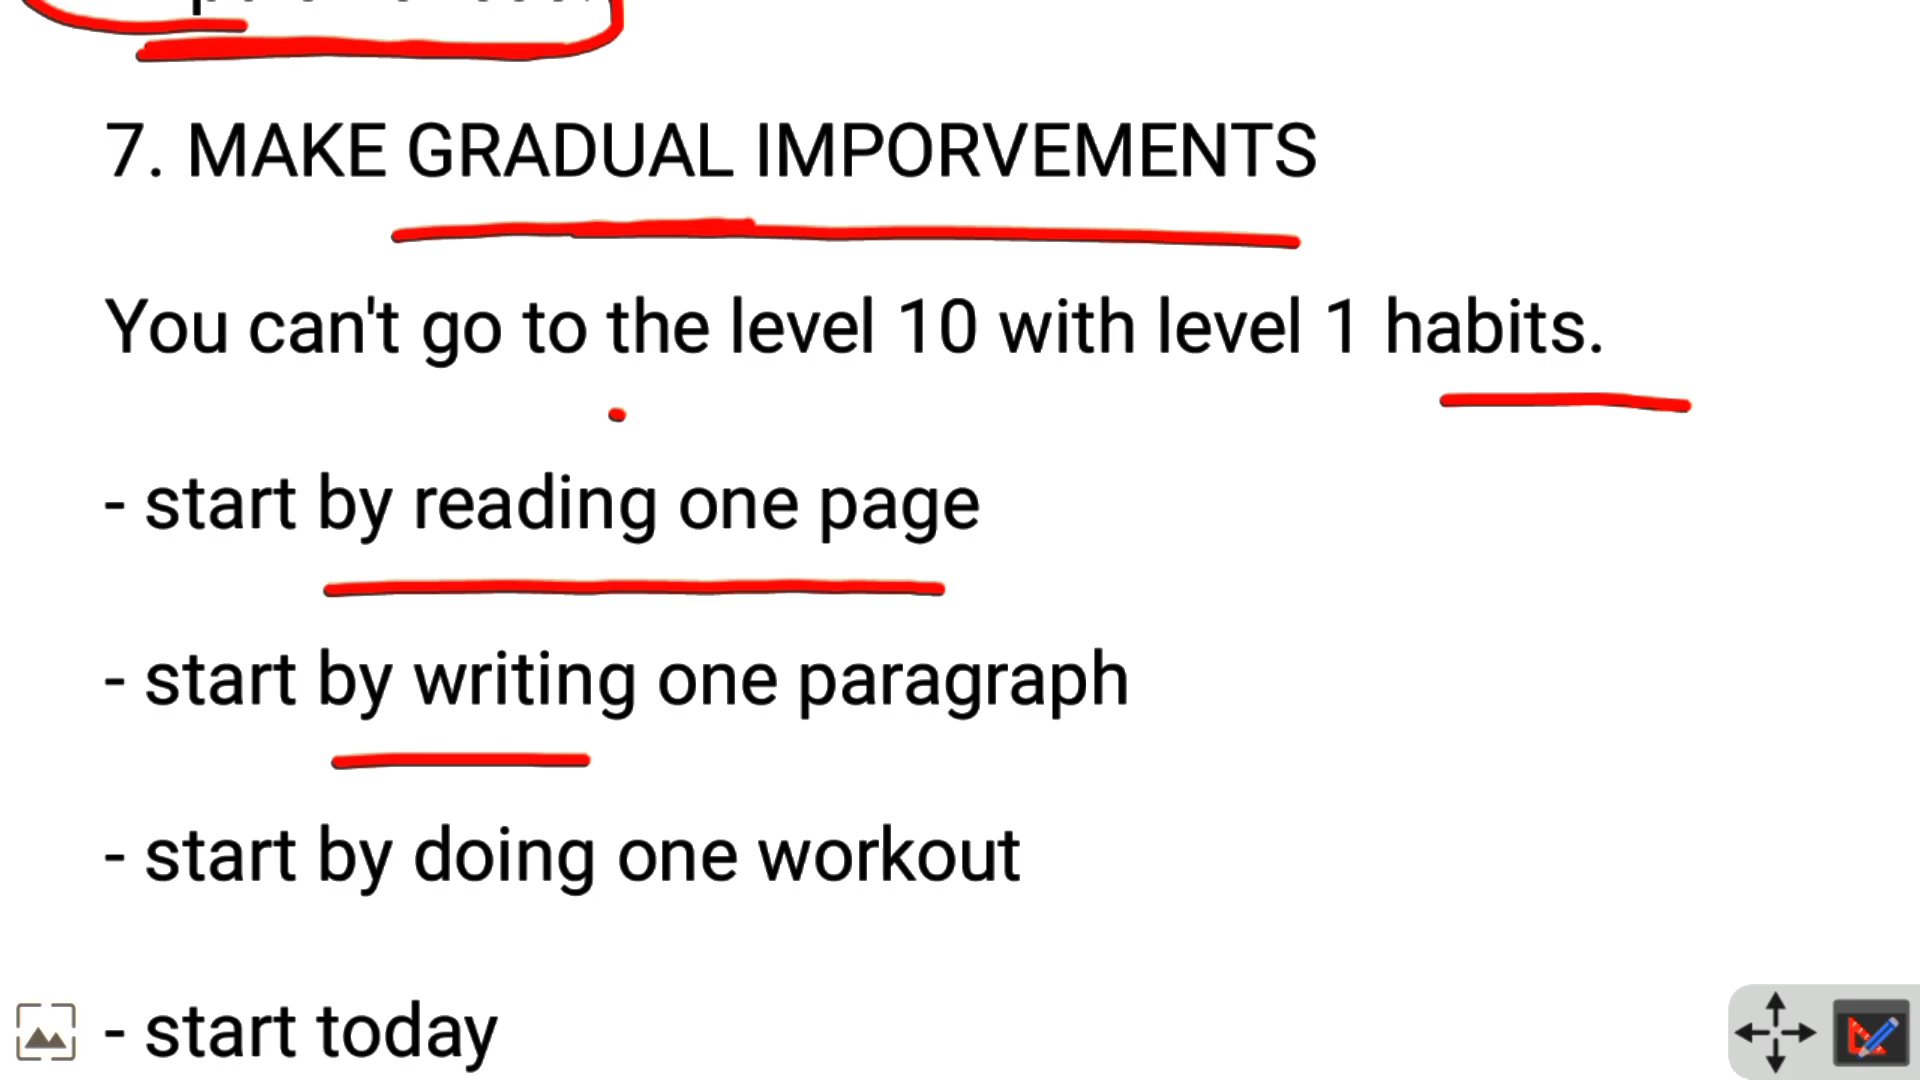 7. MAKE GRADUAL IMPORVEMENTS
You can't go to the level 10 with level 1 habits.
- start by reading one page
- start by writing one paragraph
- start by doing one workout
- start today